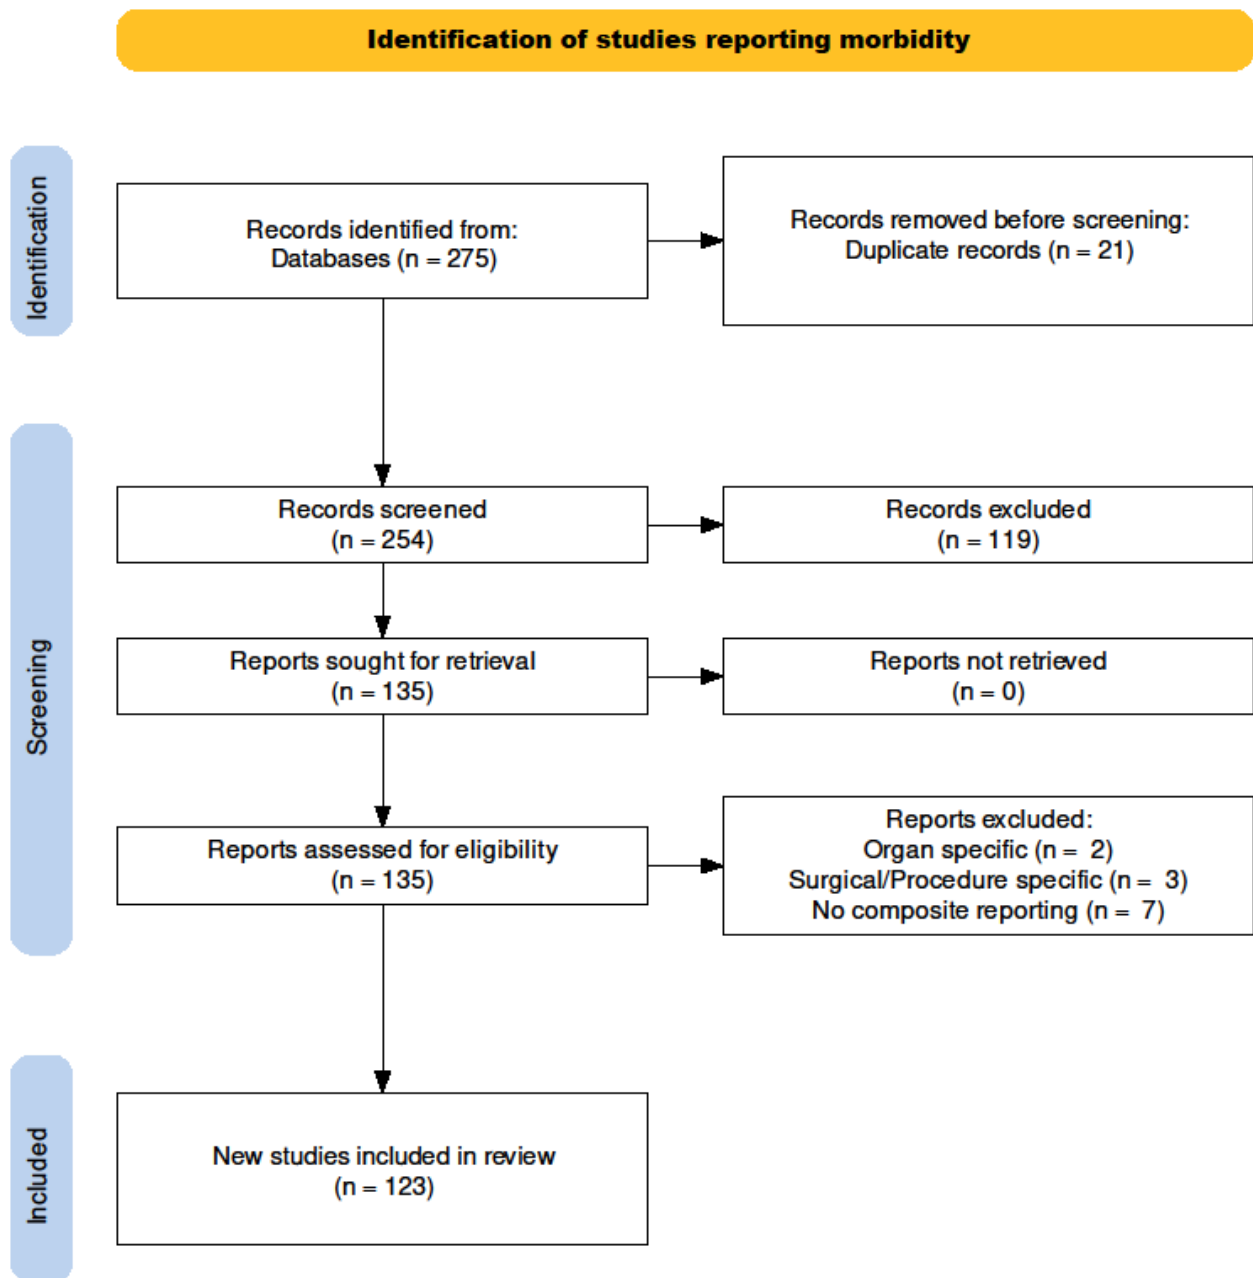 Identification of studies reporting morbidity
Identification
Records identified from:
Databases (n = 275)
Records removed before screening:
Duplicate records (n = 21)
Screening
Records screened
(n = 254)
Records excluded
(n = 119)
Reports sought for retrieval
(n = 135)
Reports not retrieved
(n = 0)
Reports assessed for eligibility
(n = 135)
Reports excluded:
Organ specific (n =  2)
Surgical/Procedure specific (n =  3)
No composite reporting (n =  7)
Included
New studies included in review
(n = 123)